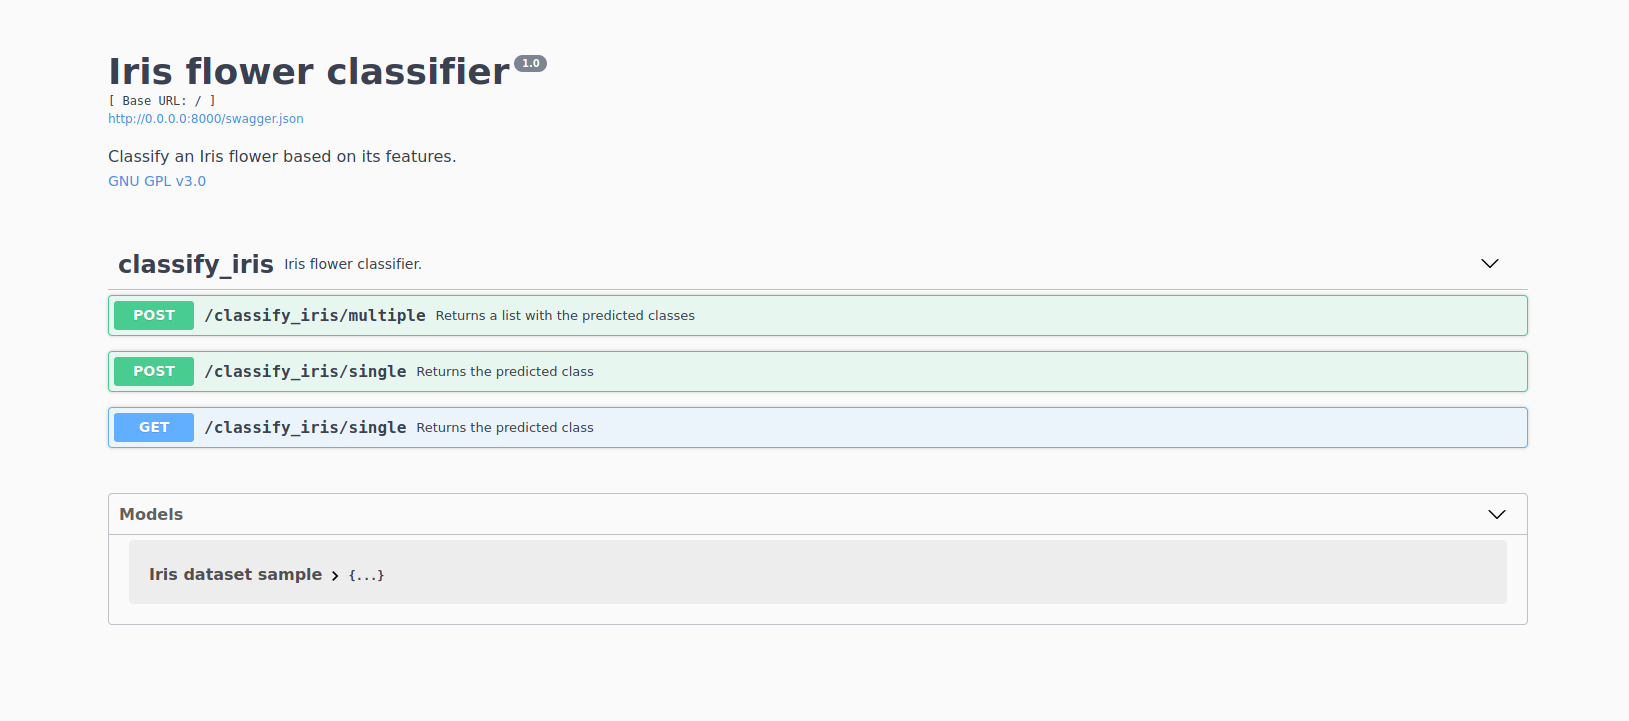 Iris flower classifier 1.0
[ Base URL: / ]
http://0.0.0.0:8000/swagger.json
Classify an Iris flower based on its features.
GNU GPL v3.0
classify_iris Iris flower classifier.
POST /classify_iris/multiple Returns a list with the predicted classes
POST /classify_iris/single Returns the predicted class
GET /classify_iris/single Returns the predicted class
Models
Iris dataset sample > {...}